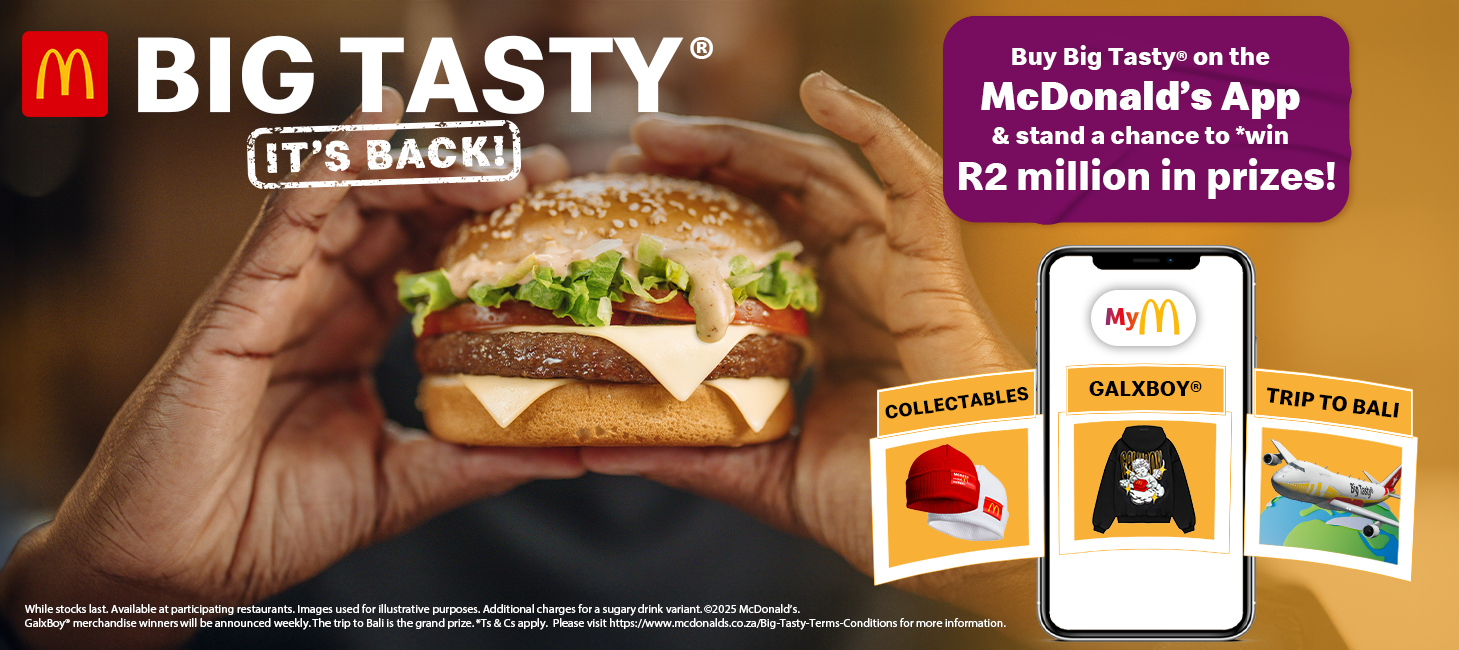 BIG TASTY®
IT'S BACK!
Buy Big Tasty® on the
McDonald's App
& stand a chance to *win
R2 million in prizes!
MyM
COLLECTABLES
GALXBOY®
TRIP TO BALI
Big Tasty®
While stocks last. Available at participating restaurants. Images used for illustrative purposes. Additional charges for a sugary drink variant. ©2025 McDonald's.
GalxBoy® merchandise winners will be announced weekly. The trip to Bali is the grand prize. *Ts & Cs apply. Please visit https://www.mcdonalds.co.za/Big-Tasty-Terms-Conditions for more information.